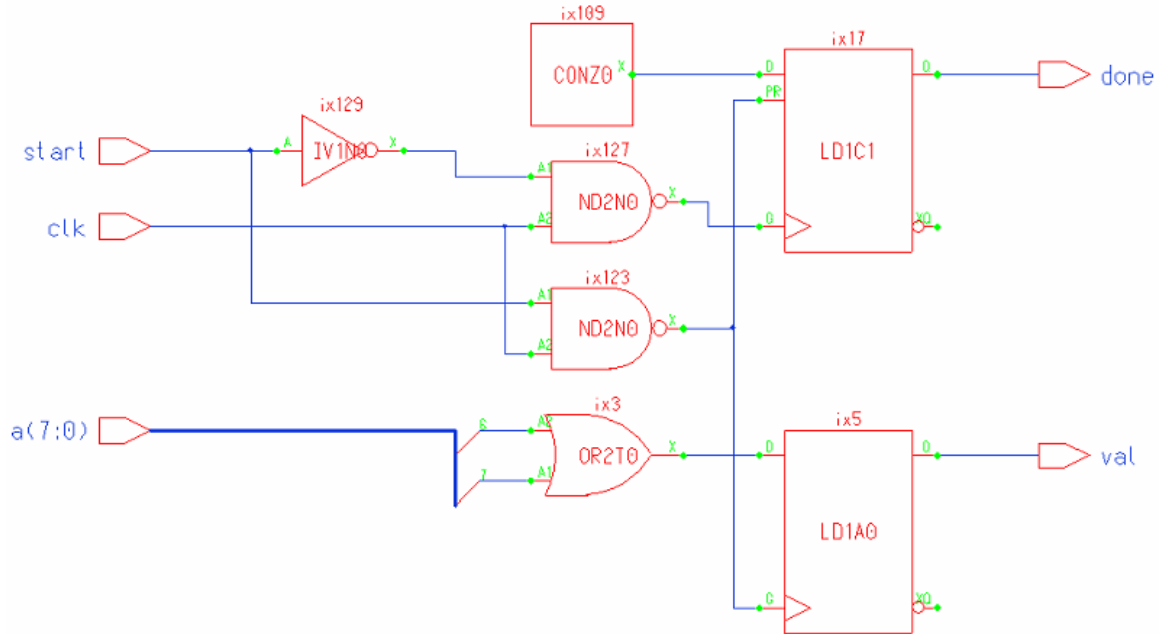 ix109
ix17
CONZ0
X
D
O
done
PR
ix129
start
A
IV1N0
X
ix127
LD1C1
A1
ND2N0
X
clk
A2
G
XQ
ix123
A1
ND2N0
X
A2
ix3
ix5
a(7:0)
6
A2
OR2T0
X
D
O
val
7
A1
LD1A0
G
XQ